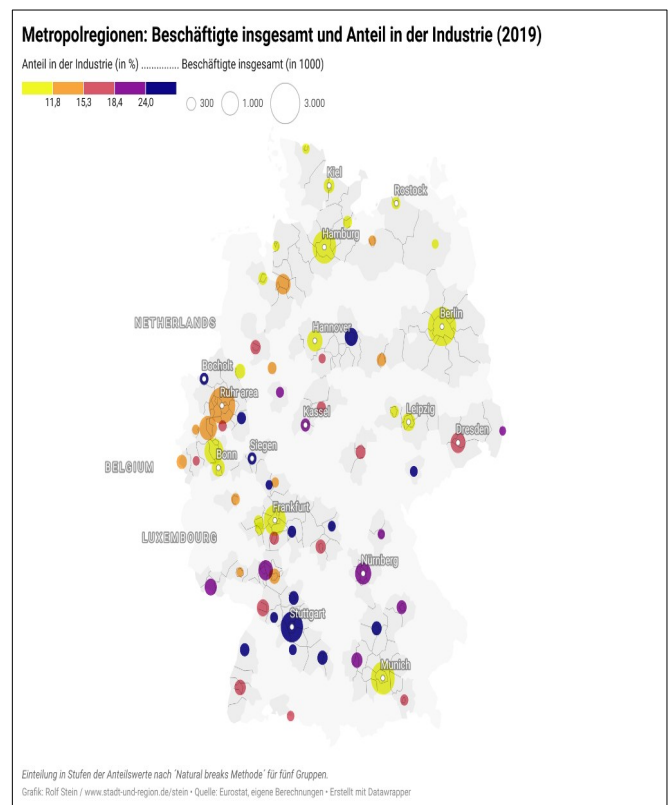 Metropolregionen: Beschäftigte insgesamt und Anteil in der Industrie (2019)
Anteil in der Industrie (in %) ............... Beschäftigte insgesamt (in 1000)
11,8 15,3 18,4 24,0
300 1.000 3.000
Kiel
Rostock
Hamburg
NETHERLANDS
Berlin
Hannover
Bocholt
Ruhr area
Kassel
Leipzig
Dresden
Siegen
BELGIUM
Bonn
Frankfurt
LUXEMBOURG
Nürnberg
Stuttgart
Munich
Einteilung in Stufen der Anteilswerte nach ´Natural breaks Methode´ für fünf Gruppen.
Grafik: Rolf Stein / www.stadt-und-region.de/stein • Quelle: Eurostat, eigene Berechnungen • Erstellt mit Datawrapper